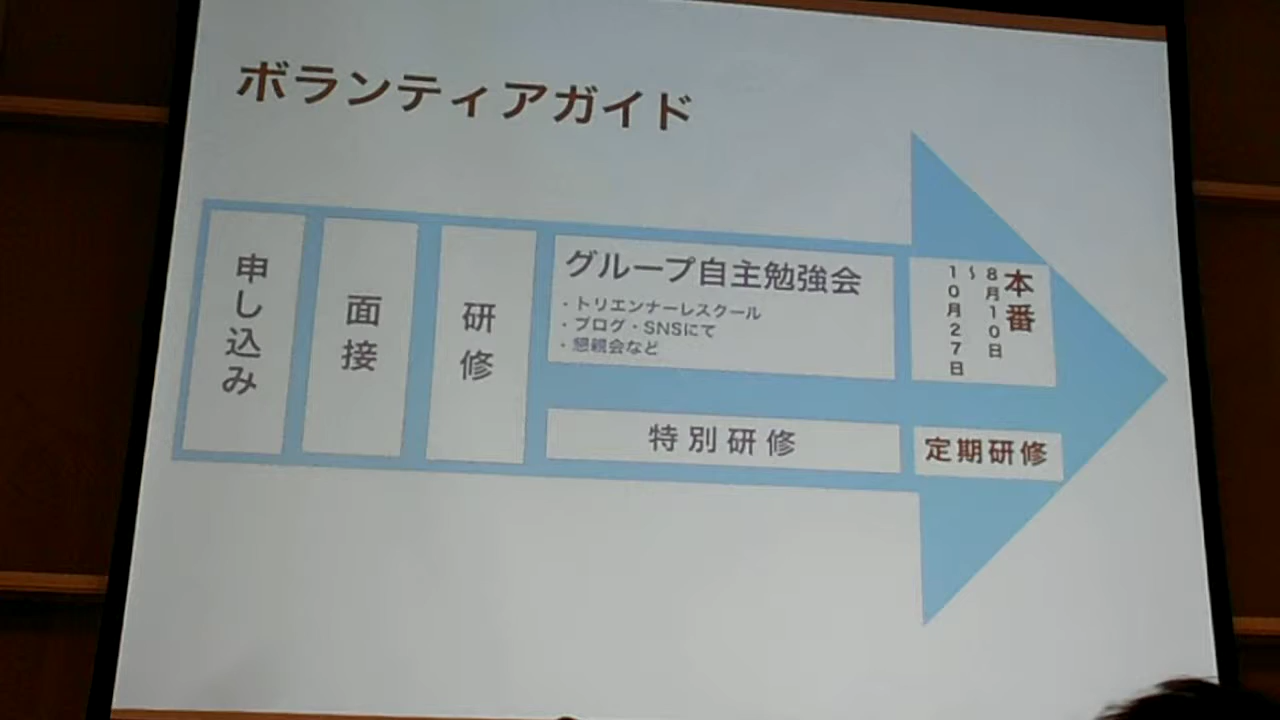 ボランティアガイド
申し込み
面接
研修
グループ自主勉強会
・トリエンナーレスクール
・ブログ・SNSにて
・懇親会など
特別研修
本番
8月10日
〜
10月27日
定期研修